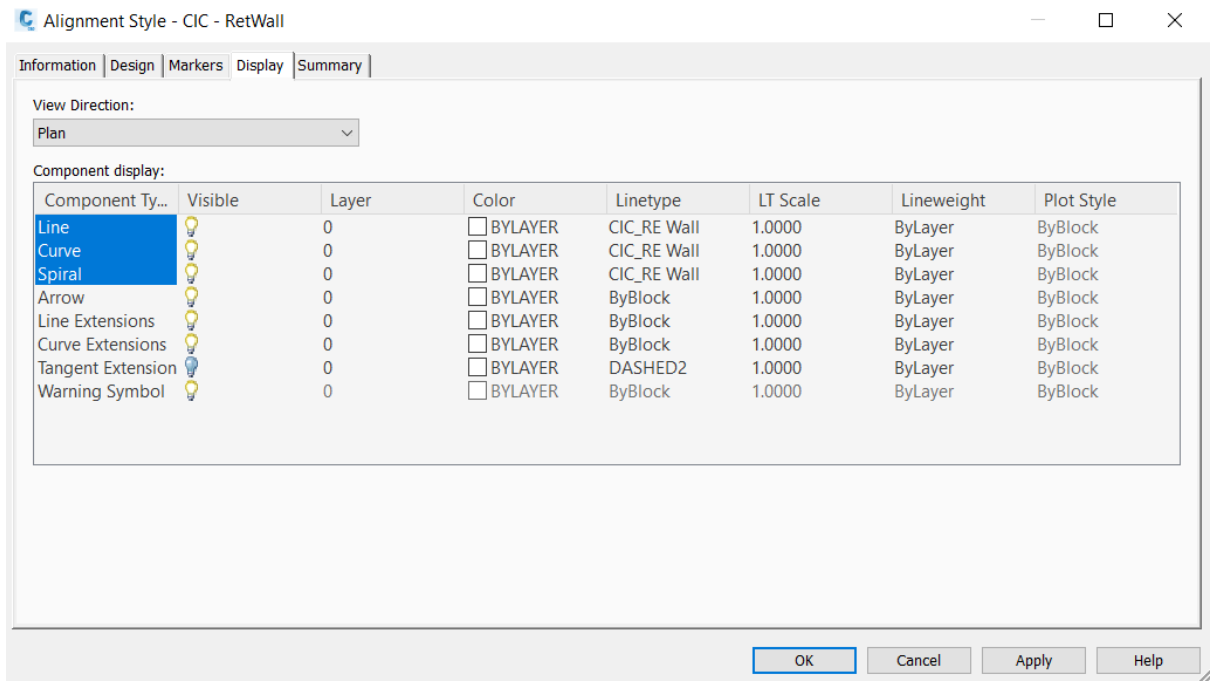 Alignment Style - CIC - RetWall
Information Design Markers Display Summary
View Direction:
Plan
Component display:
Component Ty... Visible Layer Color Linetype LT Scale Lineweight Plot Style
Line 0 BYLAYER CIC_RE Wall 1.0000 ByLayer ByBlock
Curve 0 BYLAYER CIC_RE Wall 1.0000 ByLayer ByBlock
Spiral 0 BYLAYER CIC_RE Wall 1.0000 ByLayer ByBlock
Arrow 0 BYLAYER ByBlock 1.0000 ByLayer ByBlock
Line Extensions 0 BYLAYER ByBlock 1.0000 ByLayer ByBlock
Curve Extensions 0 BYLAYER ByBlock 1.0000 ByLayer ByBlock
Tangent Extension 0 BYLAYER DASHED2 1.0000 ByLayer ByBlock
Warning Symbol 0 BYLAYER ByBlock 1.0000 ByLayer ByBlock
OK Cancel Apply Help